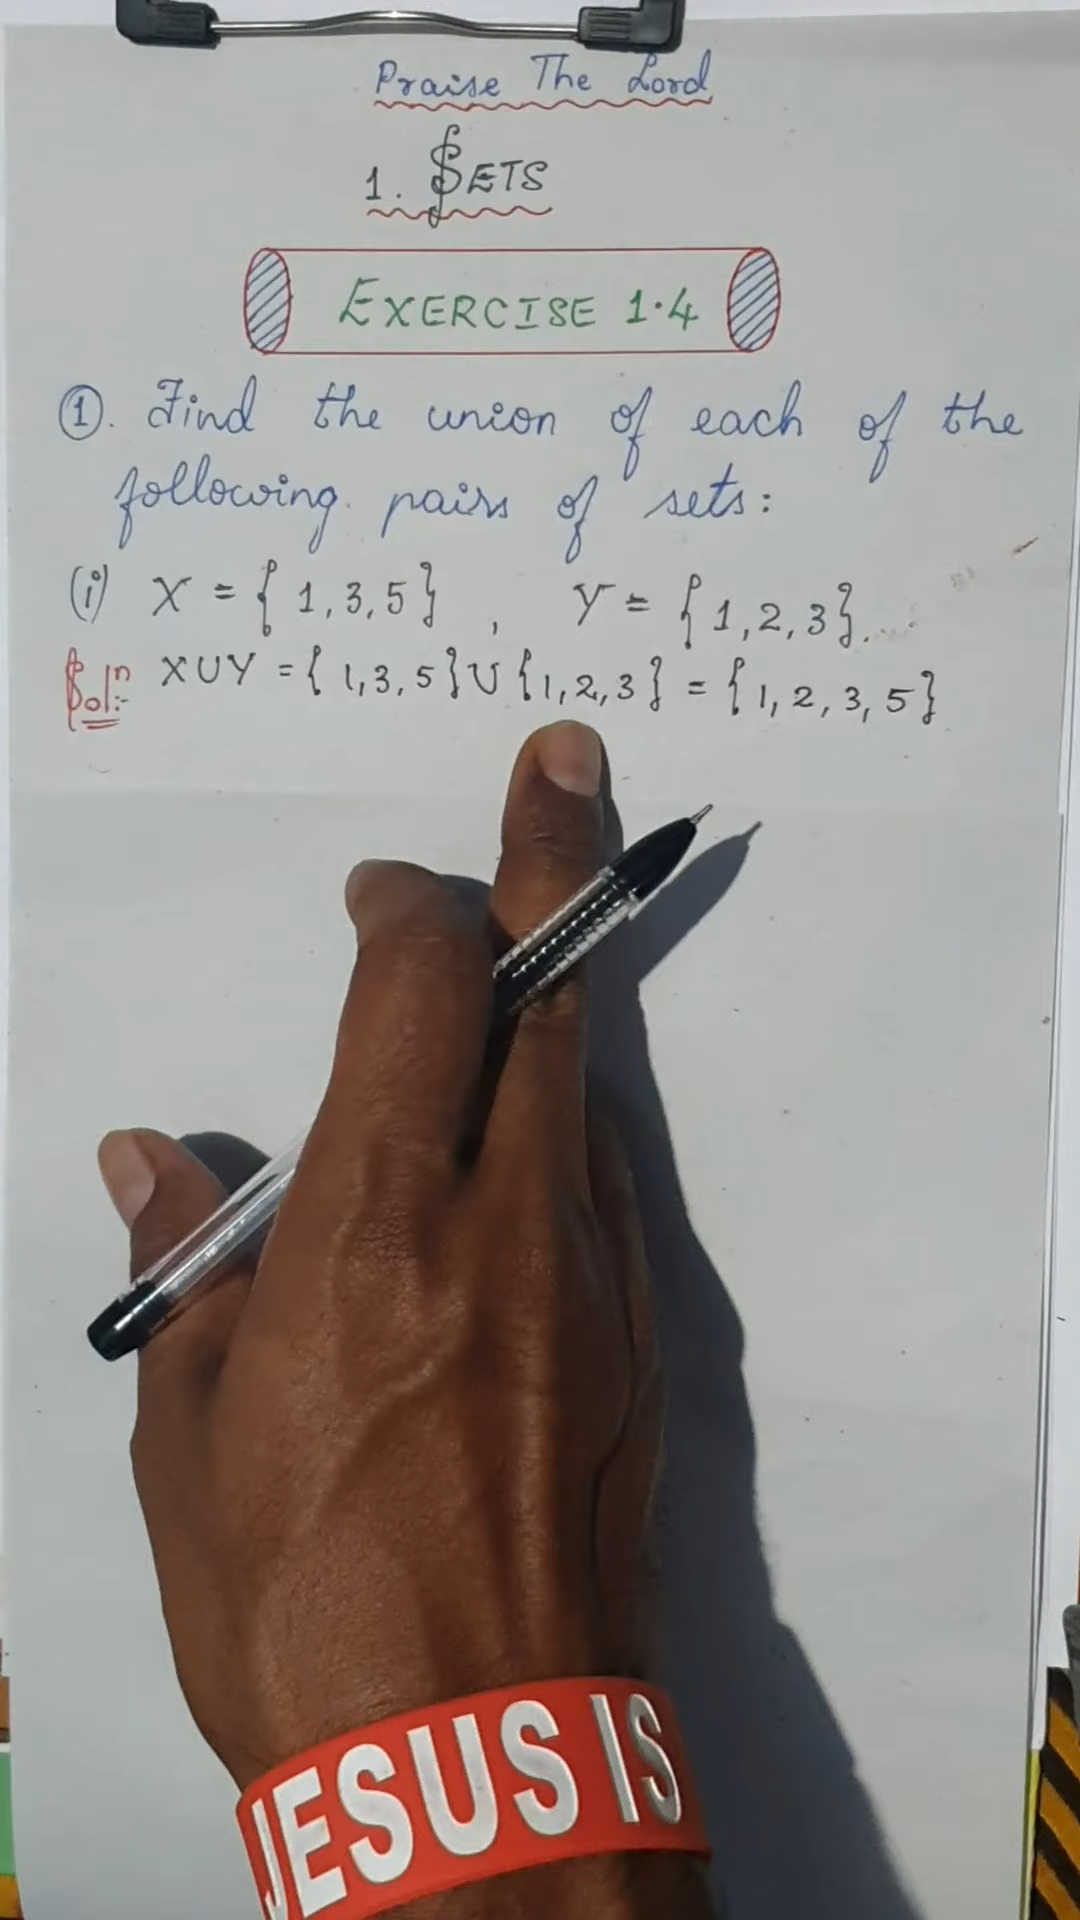 Praise The Lord
1. SETS
EXERCISE 1.4
①. Find the union of each of the
following pairs of sets:
(i) X = { 1, 3, 5 } , Y = { 1, 2, 3 }.
Solⁿ:- X∪Y = { 1, 3, 5 } ∪ { 1, 2, 3 } = { 1, 2, 3, 5 }
JESUS IS